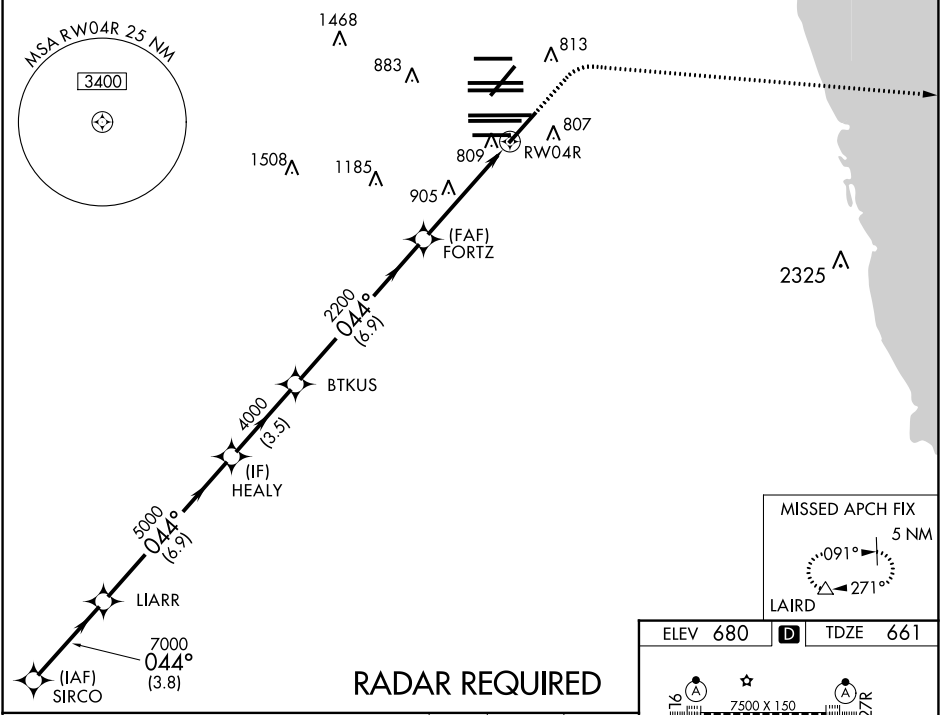 MSA RW04R 25 NM
3400
1468
883
813
809
807
RW04R
1508
1185
905
(FAF)
FORTZ
2325
2200
044°
(6.9)
BTKUS
4000
(3.5)
(IF)
HEALY
5000
044°
(6.9)
LIARR
7000
044°
(3.8)
(IAF)
SIRCO
RADAR REQUIRED
MISSED APCH FIX
5 NM
091°
271°
LAIRD
ELEV 680 D TDZE 661
A A
7500 X 150
27R